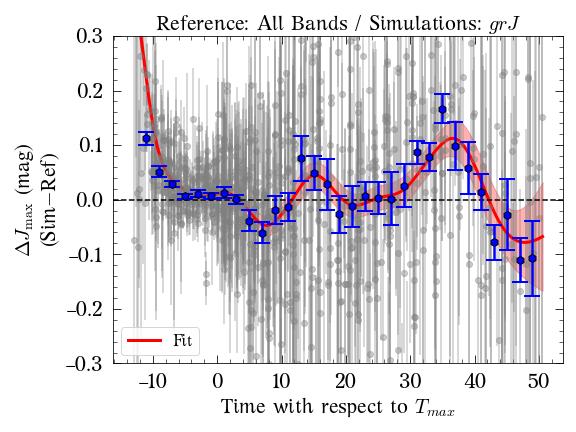 Reference: All Bands / Simulations: grJ
0.3
0.2
0.1
0.0
−0.1
−0.2
−0.3
ΔJmax (mag)
(Sim−Ref)
Fit
−10 0 10 20 30 40 50
Time with respect to Tmax